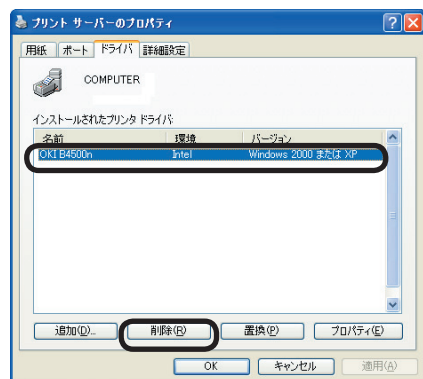 プリント サーバーのプロパティ
用紙 ポート ドライバ 詳細設定
COMPUTER
インストールされたプリンタ ドライバ:
名前 環境 バージョン
OKI B4500n Intel Windows 2000 または XP
追加(D)... 削除(R) 置換(P) プロパティ(E)
OK キャンセル 適用(A)